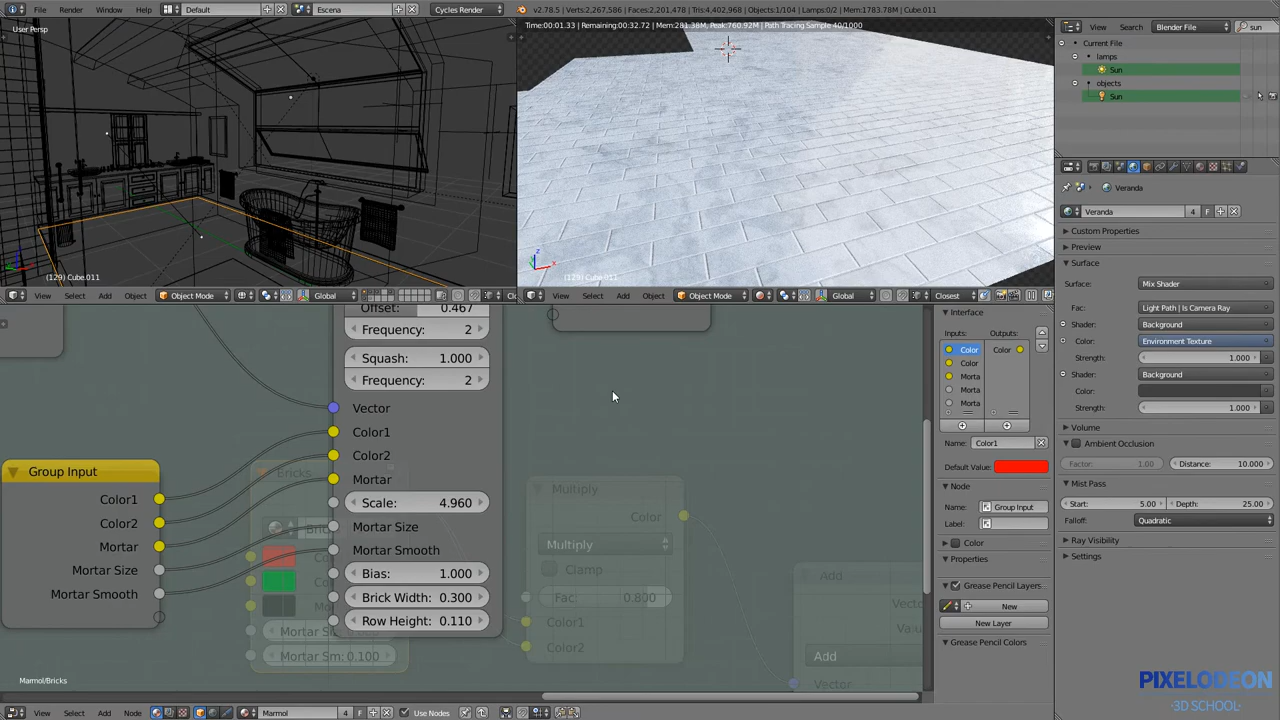 File Render Window Help Default Escena Cycles Render v2.78.5 | Verts:2,267,586 | Faces:2,201,478 | Tris:4,402,968 | Objects:1/104 | Lamps:0/2 | Mem:1783.78M | Cube.011
User Persp
Time:00:01.33 | Remaining:00:32.72 | Mem:281.38M, Peak:760.92M | Path Tracing Sample 40/1000
View Search Blender File sun
Current File
lamps
Sun
objects
Sun
Veranda
Veranda 4 F
Custom Properties
Preview
Surface
Surface: Mix Shader
Fac: Light Path | Is Camera Ray
Shader: Background
Color: Environment Texture
Strength: 1.000
Shader: Background
Color:
Strength: 1.000
Volume
Ambient Occlusion
Factor: 1.00 Distance: 10.000
Mist Pass
Start: 5.00 Depth: 25.00
Falloff: Quadratic
Ray Visibility
Settings
(129) Cube.011
(129) Cube.011
View Select Add Object Object Mode Global
View Select Add Object Object Mode Global Closest
Offset: 0.467
Frequency: 2
Squash: 1.000
Frequency: 2
Vector
Color1
Color2
Mortar
Scale: 4.960
Mortar Size
Mortar Smooth
Bias: 1.000
Brick Width: 0.300
Row Height: 0.110
Group Input
Color1
Color2
Mortar
Mortar Size
Mortar Smooth
Bricks
Mortar Sm: 0.100
Multiply
Color
Multiply
Clamp
Fac: 0.800
Color1
Color2
Add
Add
Vector
Interface
Inputs: Outputs:
Color Color
Color
Morta
Morta
Morta
Name: Color1
Default Value:
Node
Name: Group Input
Label:
Color
Properties
Grease Pencil Layers
New
New Layer
Grease Pencil Colors
Marmol/Bricks
View Select Add Node Marmol 4 F Use Nodes
PIXELODEON
·3D SCHOOL·